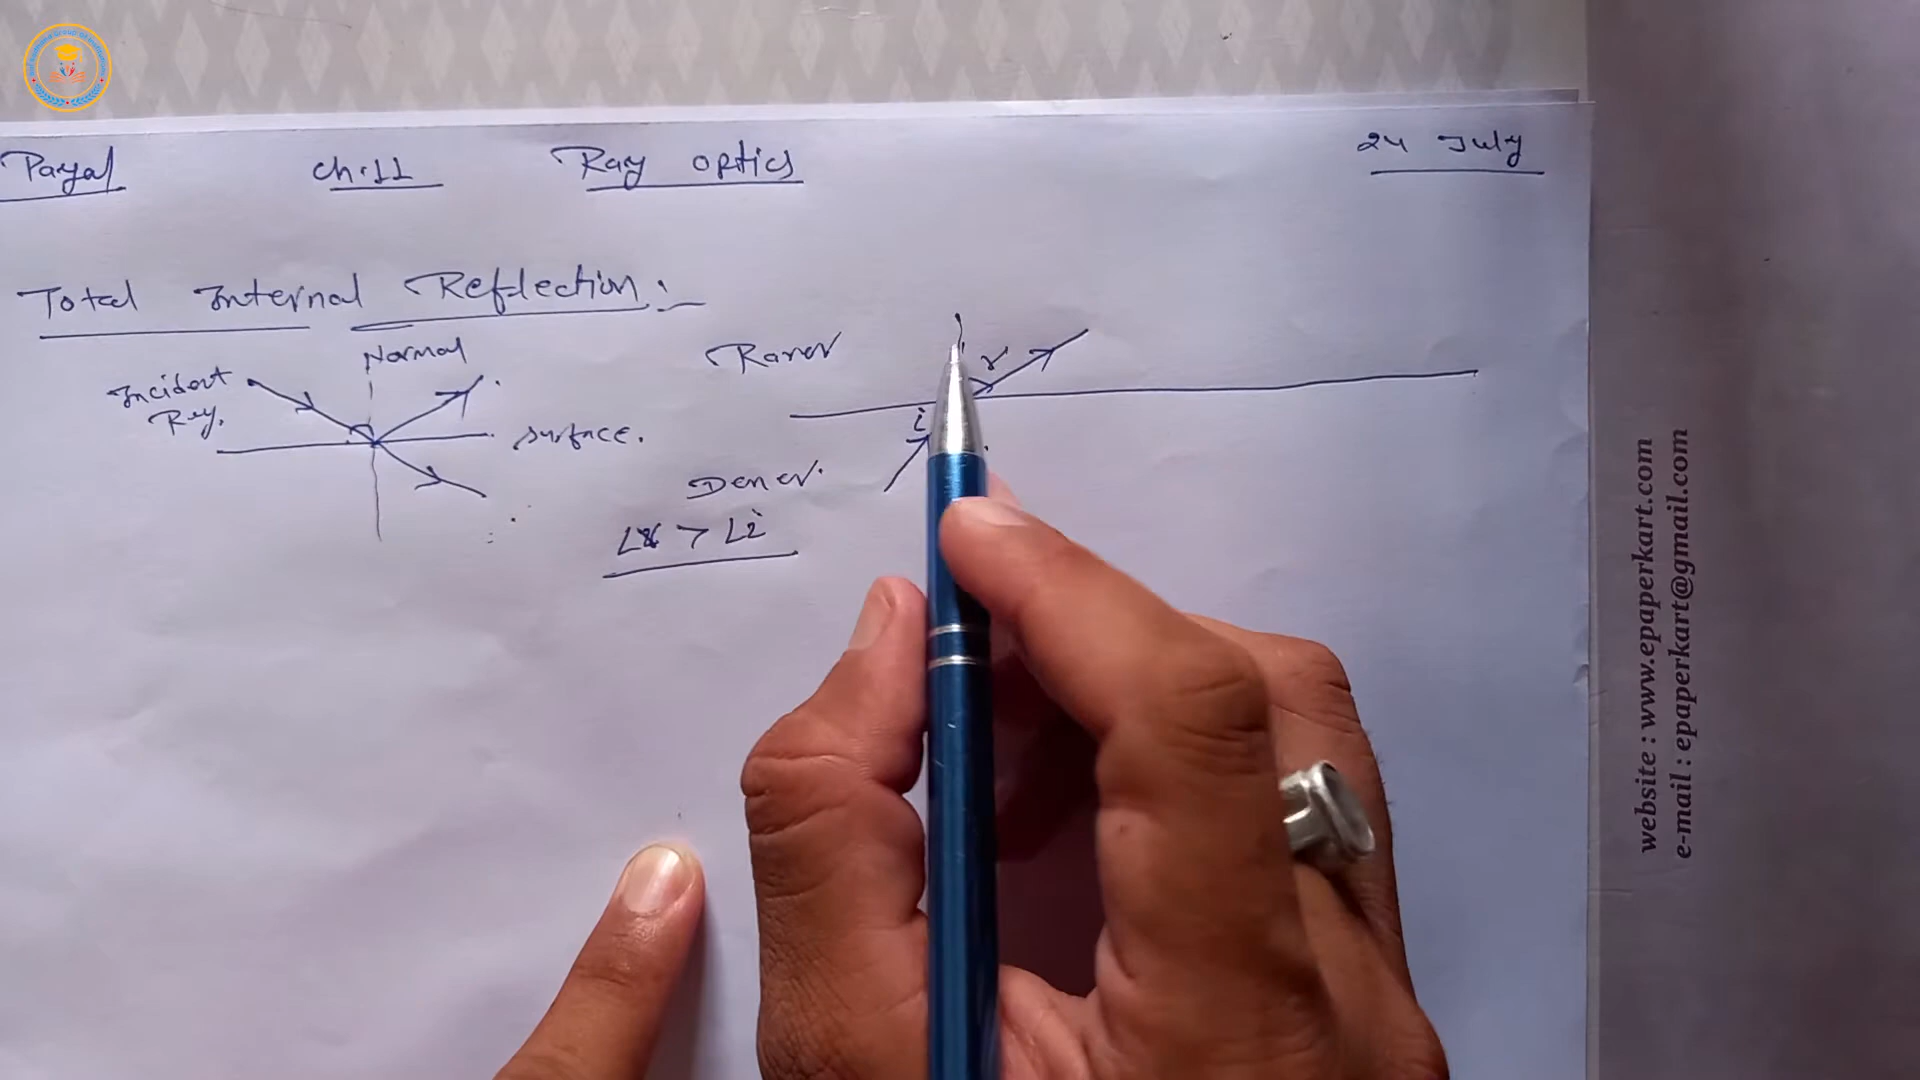 Payal Ch.11 Ray optics 24 July
Total Internal Reflection :-
Normal
Incident
Ray.
surface.
Rarer
r
i
Denser.
∠r > ∠i
website : www.epaperkart.com
e-mail : epaperkart@gmail.com